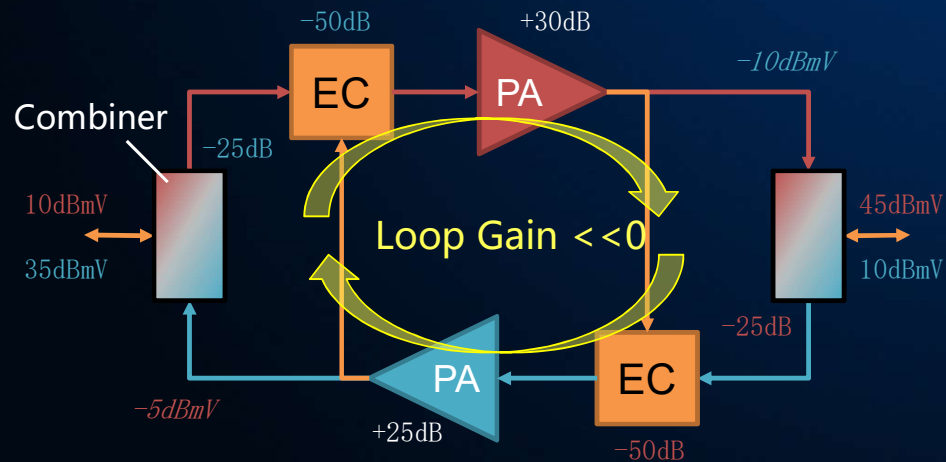 -50dB
+30dB
EC
PA
-10dBmV
Combiner
-25dB
10dBmV
35dBmV
Loop Gain <<0
45dBmV
10dBmV
-25dB
PA
EC
-5dBmV
+25dB
-50dB